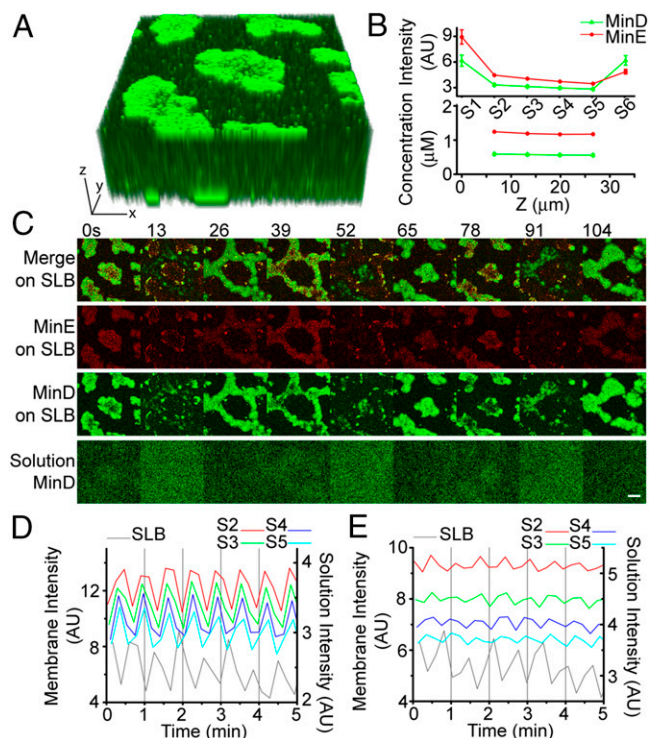 A
z
y
x
B
MinD
MinE
Concentration Intensity
(μM) (AU)
9
6
3
S1 S2 S3 S4 S5 S6
2
1
0
0 10 20 30
Z (μm)
C
0s 13 26 39 52 65 78 91 104
Merge
on SLB
MinE
on SLB
MinD
on SLB
Solution
MinD
D
SLB
S2 S4
S3 S5
Membrane Intensity
(AU)
12
8
4
4
3
2
Solution Intensity (AU)
0 1 2 3 4 5
Time (min)
E
SLB
S2 S4
S3 S5
Membrane Intensity
(AU)
10
8
6
4
5
4
3
Solution Intensity (AU)
0 1 2 3 4 5
Time (min)